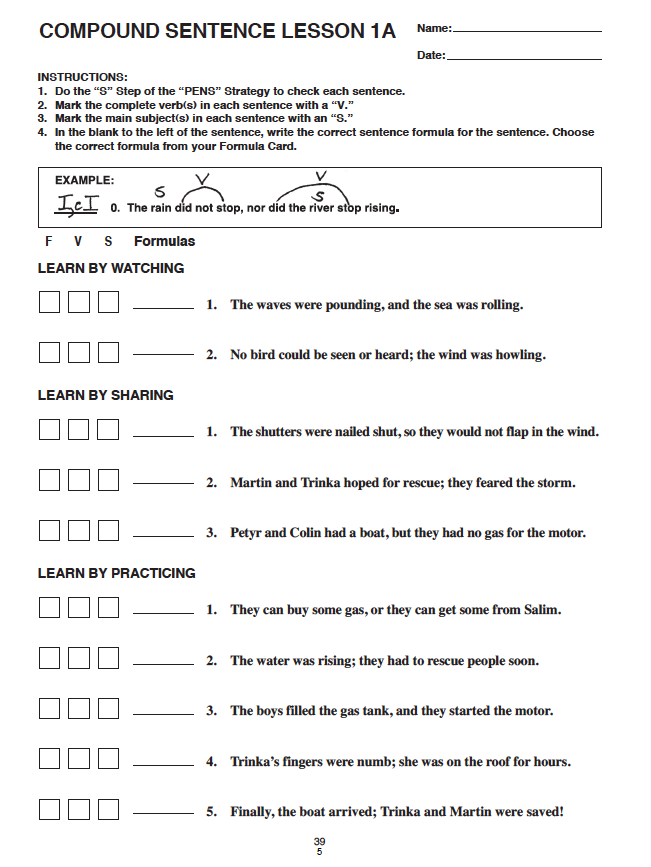 COMPOUND SENTENCE LESSON 1A
Name:
Date:
INSTRUCTIONS:
1. Do the “S” Step of the “PENS” Strategy to check each sentence.
2. Mark the complete verb(s) in each sentence with a “V.”
3. Mark the main subject(s) in each sentence with an “S.”
4. In the blank to the left of the sentence, write the correct sentence formula for the sentence. Choose
the correct formula from your Formula Card.
EXAMPLE:
S V V S
I,cI 0. The rain did not stop, nor did the river stop rising.
F V S Formulas
LEARN BY WATCHING
1. The waves were pounding, and the sea was rolling.
2. No bird could be seen or heard; the wind was howling.
LEARN BY SHARING
1. The shutters were nailed shut, so they would not flap in the wind.
2. Martin and Trinka hoped for rescue; they feared the storm.
3. Petyr and Colin had a boat, but they had no gas for the motor.
LEARN BY PRACTICING
1. They can buy some gas, or they can get some from Salim.
2. The water was rising; they had to rescue people soon.
3. The boys filled the gas tank, and they started the motor.
4. Trinka’s fingers were numb; she was on the roof for hours.
5. Finally, the boat arrived; Trinka and Martin were saved!
39
5